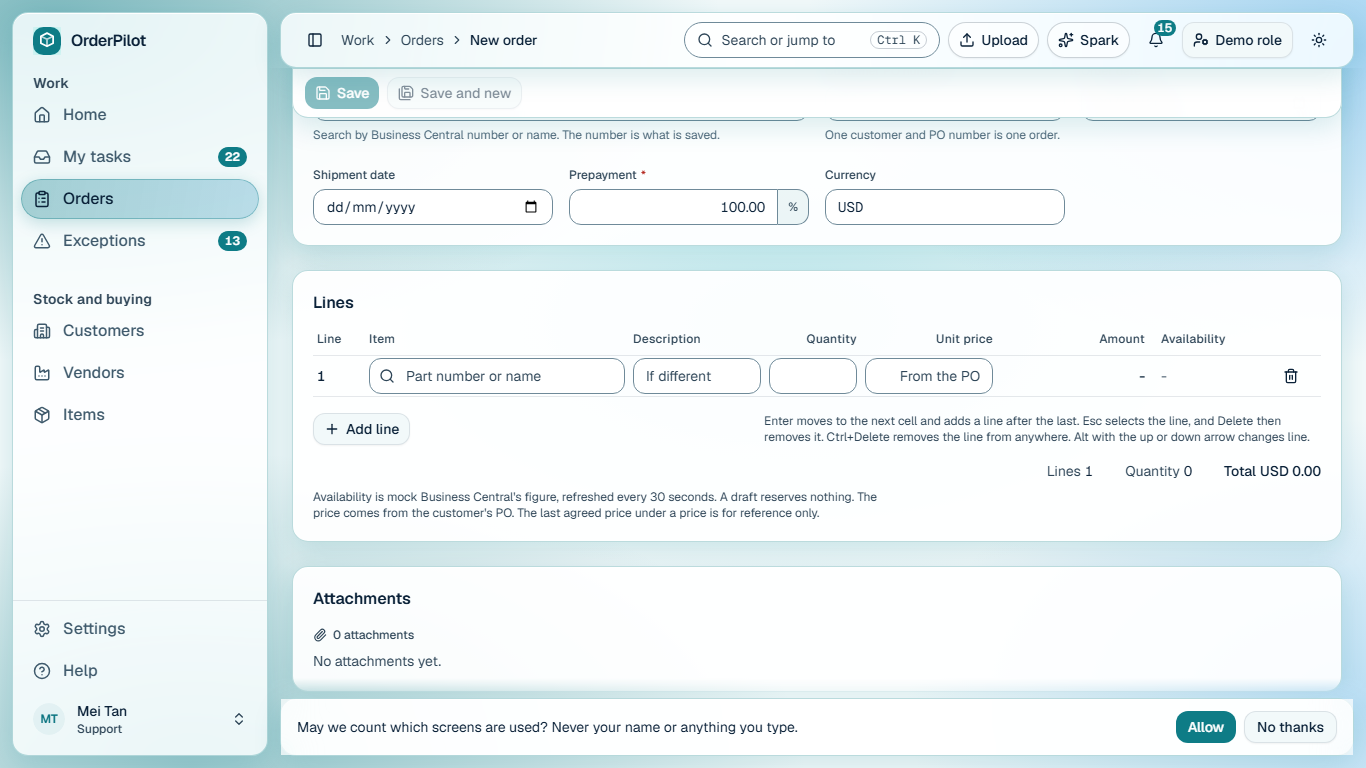 OrderPilot
Work
Home
My tasks 22
Orders
Exceptions 13
Stock and buying
Customers
Vendors
Items
Settings
Help
MT
Mei Tan
Support
Work > Orders > New order
Search or jump to Ctrl K
Upload
Spark
15
Demo role
Save
Save and new
Search by Business Central number or name. The number is what is saved.
One customer and PO number is one order.
Shipment date
Prepayment *
Currency
dd/mm/yyyy
100.00 %
USD
Lines
Line Item Description Quantity Unit price Amount Availability
1 Part number or name If different From the PO - -
Add line
Enter moves to the next cell and adds a line after the last. Esc selects the line, and Delete then
removes it. Ctrl+Delete removes the line from anywhere. Alt with the up or down arrow changes line.
Lines 1 Quantity 0 Total USD 0.00
Availability is mock Business Central's figure, refreshed every 30 seconds. A draft reserves nothing. The
price comes from the customer's PO. The last agreed price under a price is for reference only.
Attachments
0 attachments
No attachments yet.
May we count which screens are used? Never your name or anything you type.
Allow
No thanks